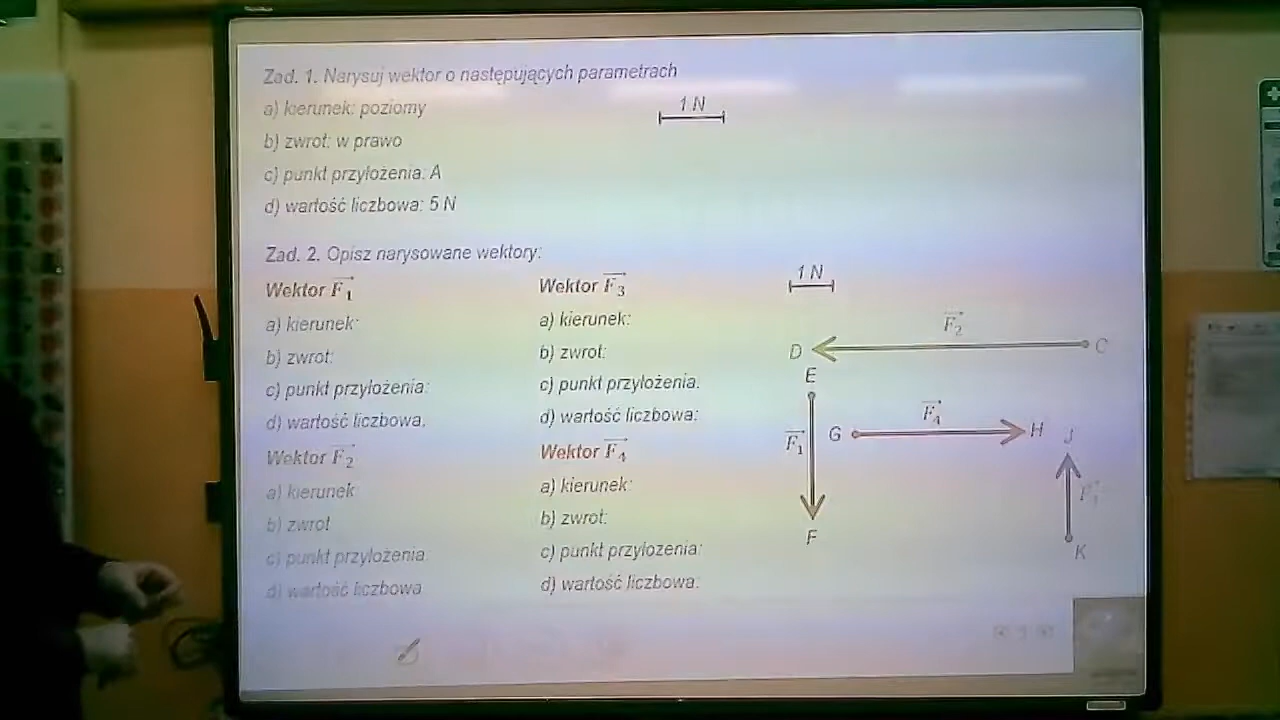 Zad. 1. Narysuj wektor o następujących parametrach
a) kierunek: poziomy
b) zwrot: w prawo
c) punkt przyłożenia: A
d) wartość liczbowa: 5 N
1 N
Zad. 2. Opisz narysowane wektory:
Wektor F₁
a) kierunek:
b) zwrot:
c) punkt przyłożenia:
d) wartość liczbowa.
Wektor F₂
a) kierunek
b) zwrot
c) punkt przyłożenia.
d) wartość liczbowa
Wektor F₃
a) kierunek:
b) zwrot:
c) punkt przyłożenia.
d) wartość liczbowa:
Wektor F₄
a) kierunek:
b) zwrot:
c) punkt przyłożenia:
d) wartość liczbowa:
1 N
F₂
D
C
E
F₁
F
G
F₄
H
J
K